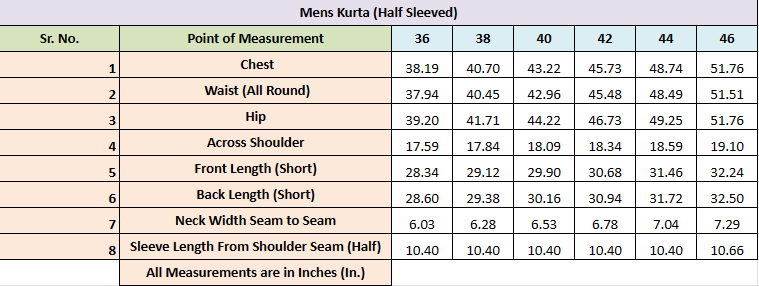 Mens Kurta (Half Sleeved)
Sr. No. Point of Measurement 36 38 40 42 44 46
1 Chest 38.19 40.70 43.22 45.73 48.74 51.76
2 Waist (All Round) 37.94 40.45 42.96 45.48 48.49 51.51
3 Hip 39.20 41.71 44.22 46.73 49.25 51.76
4 Across Shoulder 17.59 17.84 18.09 18.34 18.59 19.10
5 Front Length (Short) 28.34 29.12 29.90 30.68 31.46 32.24
6 Back Length (Short) 28.60 29.38 30.16 30.94 31.72 32.50
7 Neck Width Seam to Seam 6.03 6.28 6.53 6.78 7.04 7.29
8 Sleeve Length From Shoulder Seam (Half) 10.40 10.40 10.40 10.40 10.40 10.66
All Measurements are in Inches (In.)